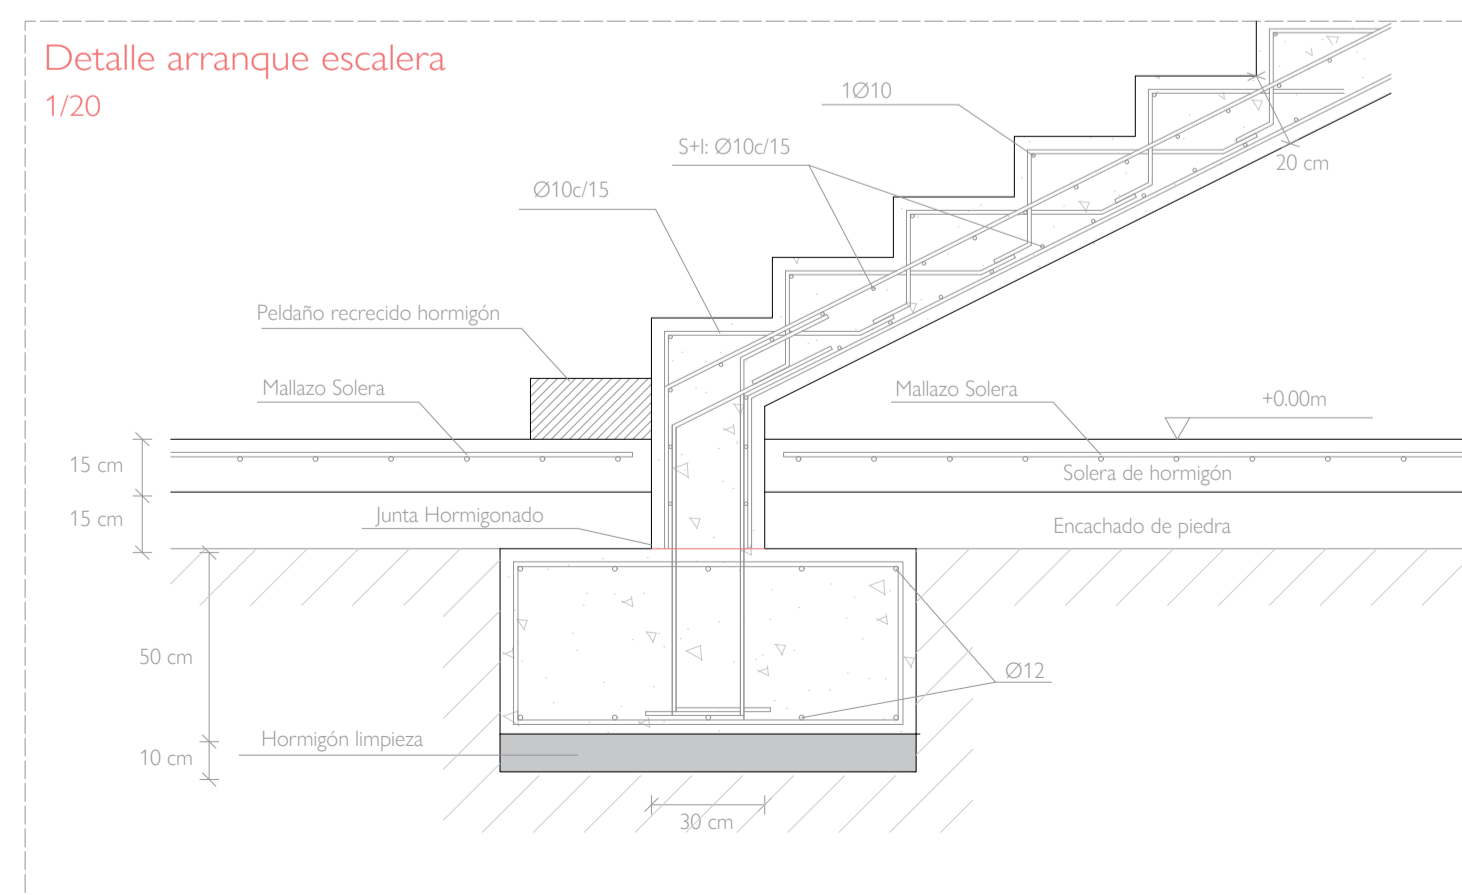 Detalle arranque escalera
1/20
1Ø10
S+I: Ø10c/15
20 cm
Ø10c/15
Peldaño recrecido hormigón
Mallazo Solera
Mallazo Solera
+0.00m
15 cm
Solera de hormigón
15 cm
Junta Hormigonado
Encachado de piedra
50 cm
Ø12
Hormigón limpieza
10 cm
30 cm